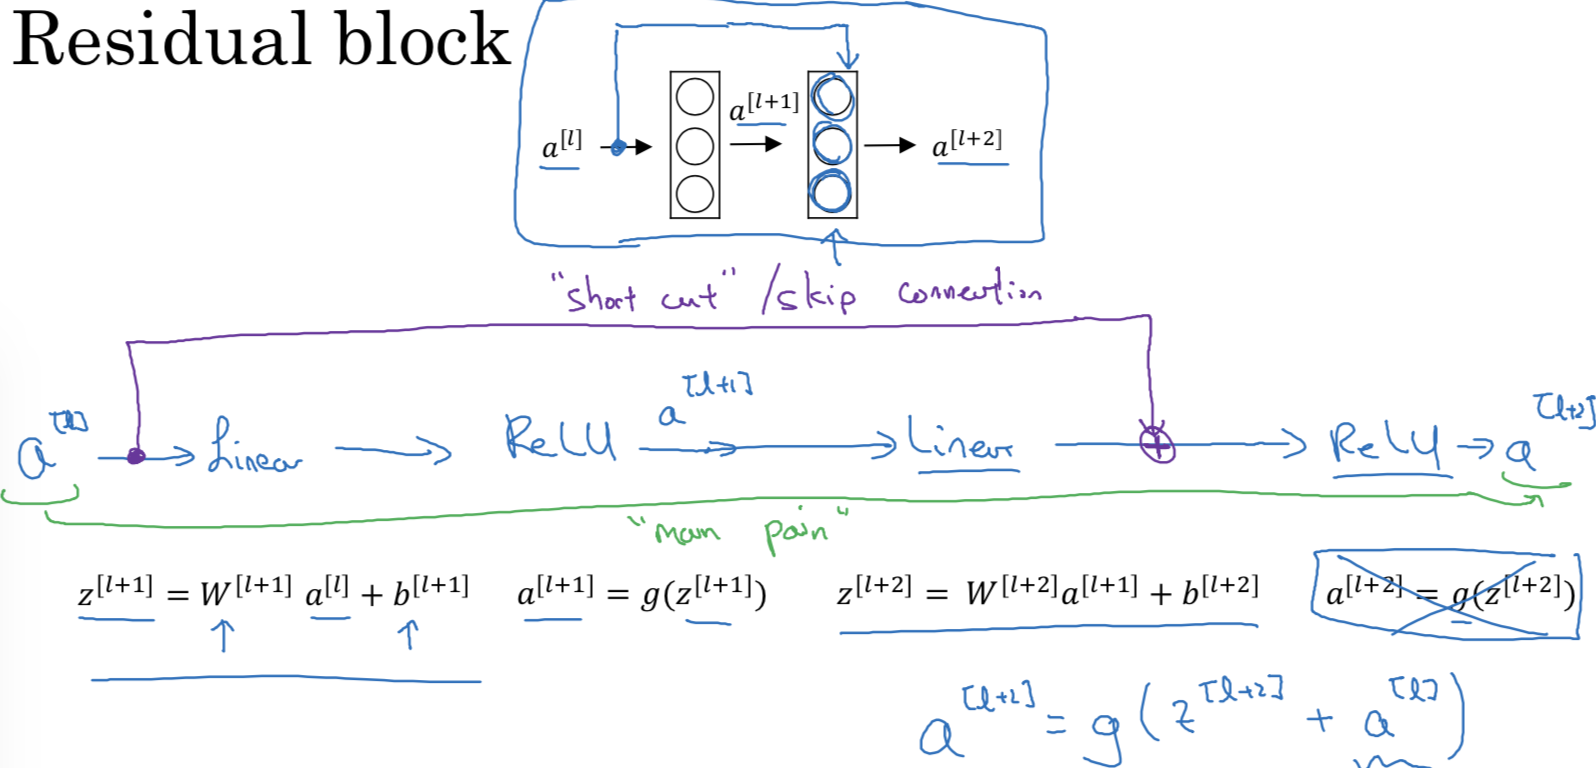 Residual block
a^[l] a^[l+1] a^[l+2]
"short cut" / skip connection
a^[l] → Linear → ReLU → a^[l+1] → Linear → ⊕ → ReLU → a^[l+2]
"main path"
z^[l+1] = W^[l+1] a^[l] + b^[l+1] a^[l+1] = g(z^[l+1]) z^[l+2] = W^[l+2] a^[l+1] + b^[l+2] a^[l+2] = g(z^[l+2])
a^[l+2] = g(z^[l+2] + a^[l])